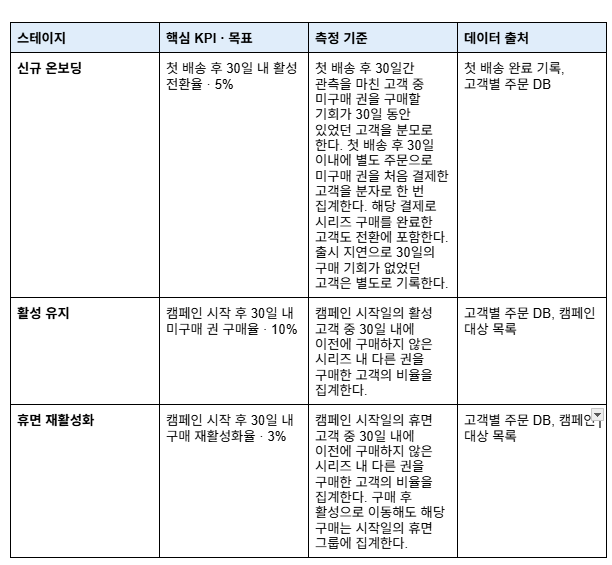 스테이지
핵심 KPI · 목표
측정 기준
데이터 출처
신규 온보딩
첫 배송 후 30일 내 활성
전환율 · 5%
첫 배송 후 30일간
관측을 마친 고객 중
미구매 권을 구매할
기회가 30일 동안
있었던 고객을 분모로
한다. 첫 배송 후 30일
이내에 별도 주문으로
미구매 권을 처음 결제한
고객을 분자로 한 번
집계한다. 해당 결제로
시리즈 구매를 완료한
고객도 전환에 포함한다.
출시 지연으로 30일의
구매 기회가 없었던
고객은 별도로 기록한다.
첫 배송 완료 기록,
고객별 주문 DB
활성 유지
캠페인 시작 후 30일 내
미구매 권 구매율 · 10%
캠페인 시작일의 활성
고객 중 30일 내에
이전에 구매하지 않은
시리즈 내 다른 권을
구매한 고객의 비율을
집계한다.
고객별 주문 DB, 캠페인
대상 목록
휴면 재활성화
캠페인 시작 후 30일 내
구매 재활성화율 · 3%
캠페인 시작일의 휴면
고객 중 30일 내에
이전에 구매하지 않은
시리즈 내 다른 권을
구매한 고객의 비율을
집계한다. 구매 후
활성으로 이동해도 해당
구매는 시작일의 휴면
그룹에 집계한다.
고객별 주문 DB, 캠페인
대상 목록